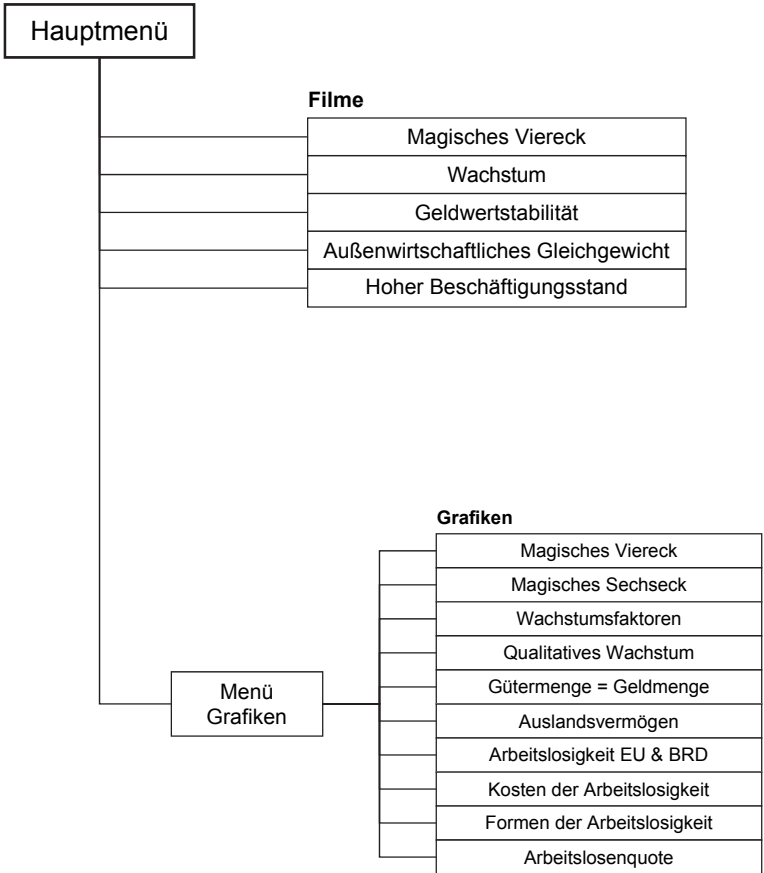 Hauptmenü
Filme
Magisches Viereck
Wachstum
Geldwertstabilität
Außenwirtschaftliches Gleichgewicht
Hoher Beschäftigungsstand
Grafiken
Magisches Viereck
Magisches Sechseck
Wachstumsfaktoren
Qualitatives Wachstum
Gütermenge = Geldmenge
Auslandsvermögen
Arbeitslosigkeit EU & BRD
Kosten der Arbeitslosigkeit
Formen der Arbeitslosigkeit
Arbeitslosenquote
Menü
Grafiken